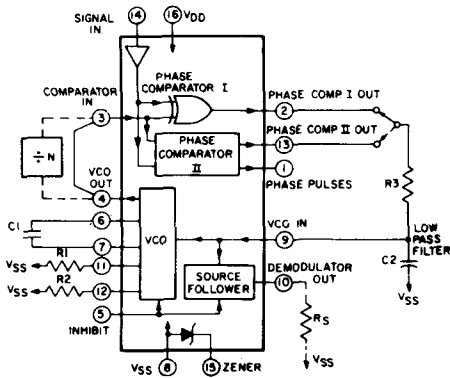 SIGNAL IN
14
16
VDD
PHASE COMPARATOR I
COMPARATOR IN
3
PHASE COMP I OUT
2
PHASE COMP II OUT
13
PHASE COMPARATOR II
1
PHASE PULSES
÷ N
VCO OUT
4
R3
6
C1
7
VCO
VCO IN
9
LOW PASS FILTER
C2
VSS
R1
11
VSS
R2
12
VSS
SOURCE FOLLOWER
DEMODULATOR OUT
10
5
INHIBIT
RS
VSS
VSS
8
15
ZENER